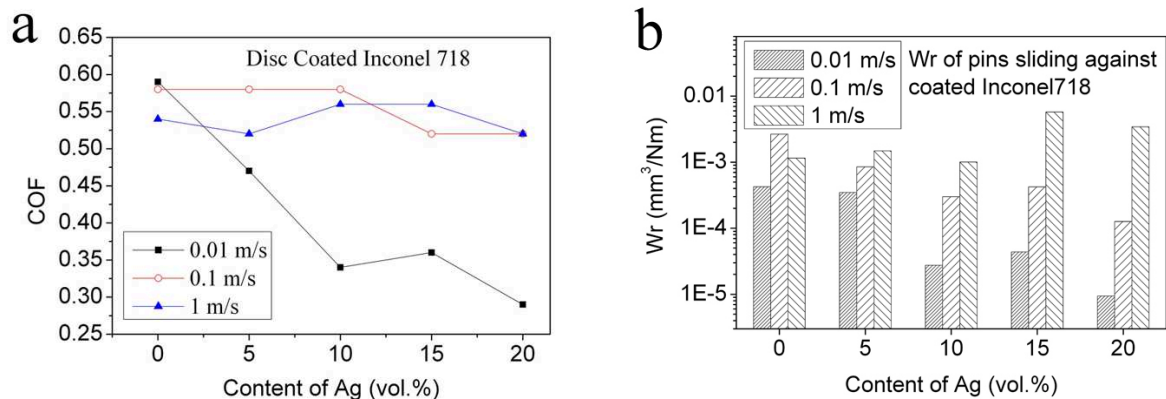 a
Disc Coated Inconel 718
0.65
0.60
0.55
0.50
0.45
0.40
0.35
0.30
0.25
COF
0.01 m/s
0.1 m/s
1 m/s
0 5 10 15 20
Content of Ag (vol.%)
b
0.01 m/s
0.1 m/s
1 m/s
Wr of pins sliding against
coated Inconel718
0.01
1E-3
1E-4
1E-5
Wr (mm³/Nm)
0 5 10 15 20
Content of Ag (vol.%)